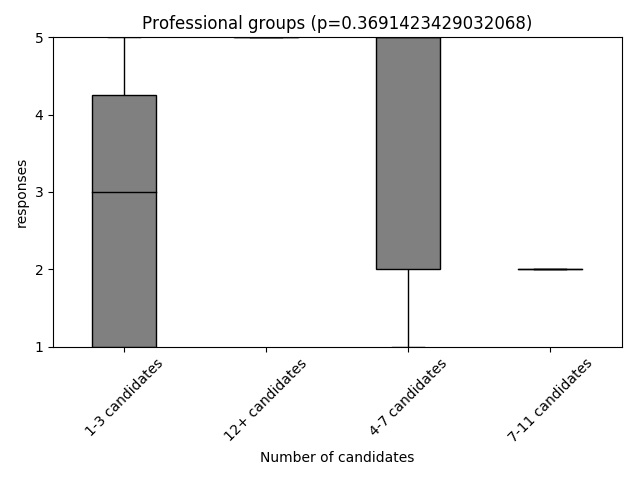 Professional groups (p=0.3691423429032068)
5
4
3
2
1
responses
1-3 candidates
12+ candidates
4-7 candidates
7-11 candidates
Number of candidates